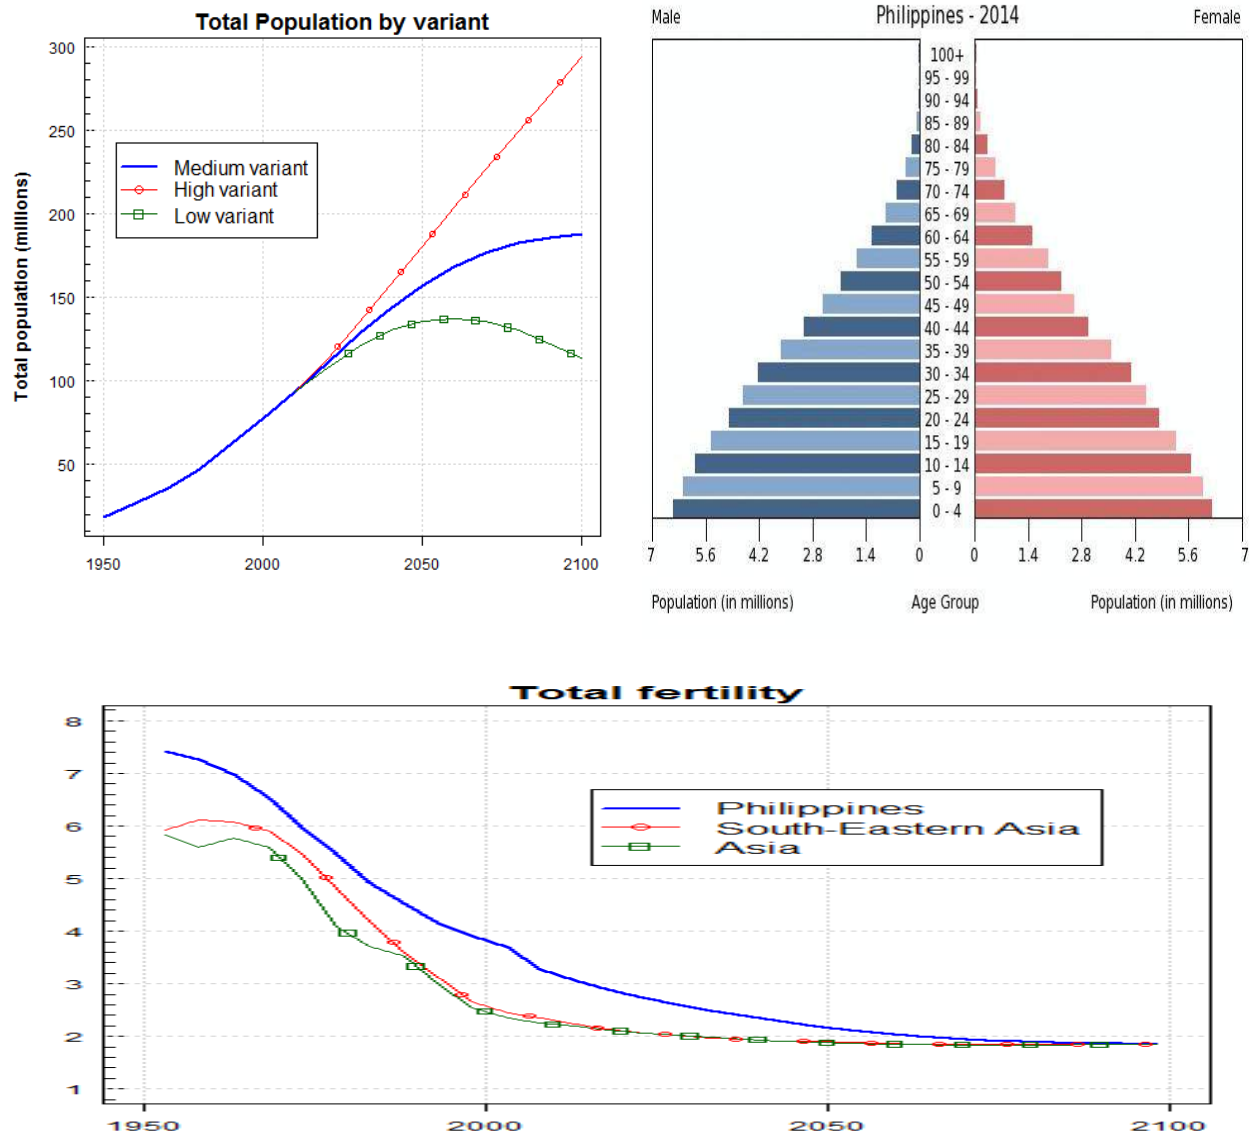 Total Population by variant
Total population (millions)
300
250
200
150
100
50
Medium variant
High variant
Low variant
1950 2000 2050 2100
Male Philippines - 2014 Female
100+
95 - 99
90 - 94
85 - 89
80 - 84
75 - 79
70 - 74
65 - 69
60 - 64
55 - 59
50 - 54
45 - 49
40 - 44
35 - 39
30 - 34
25 - 29
20 - 24
15 - 19
10 - 14
5 - 9
0 - 4
7 5.6 4.2 2.8 1.4 0 0 1.4 2.8 4.2 5.6 7
Population (in millions) Age Group Population (in millions)
Total fertility
8
7
6
5
4
3
2
1
Philippines
South-Eastern Asia
Asia
1950 2000 2050 2100